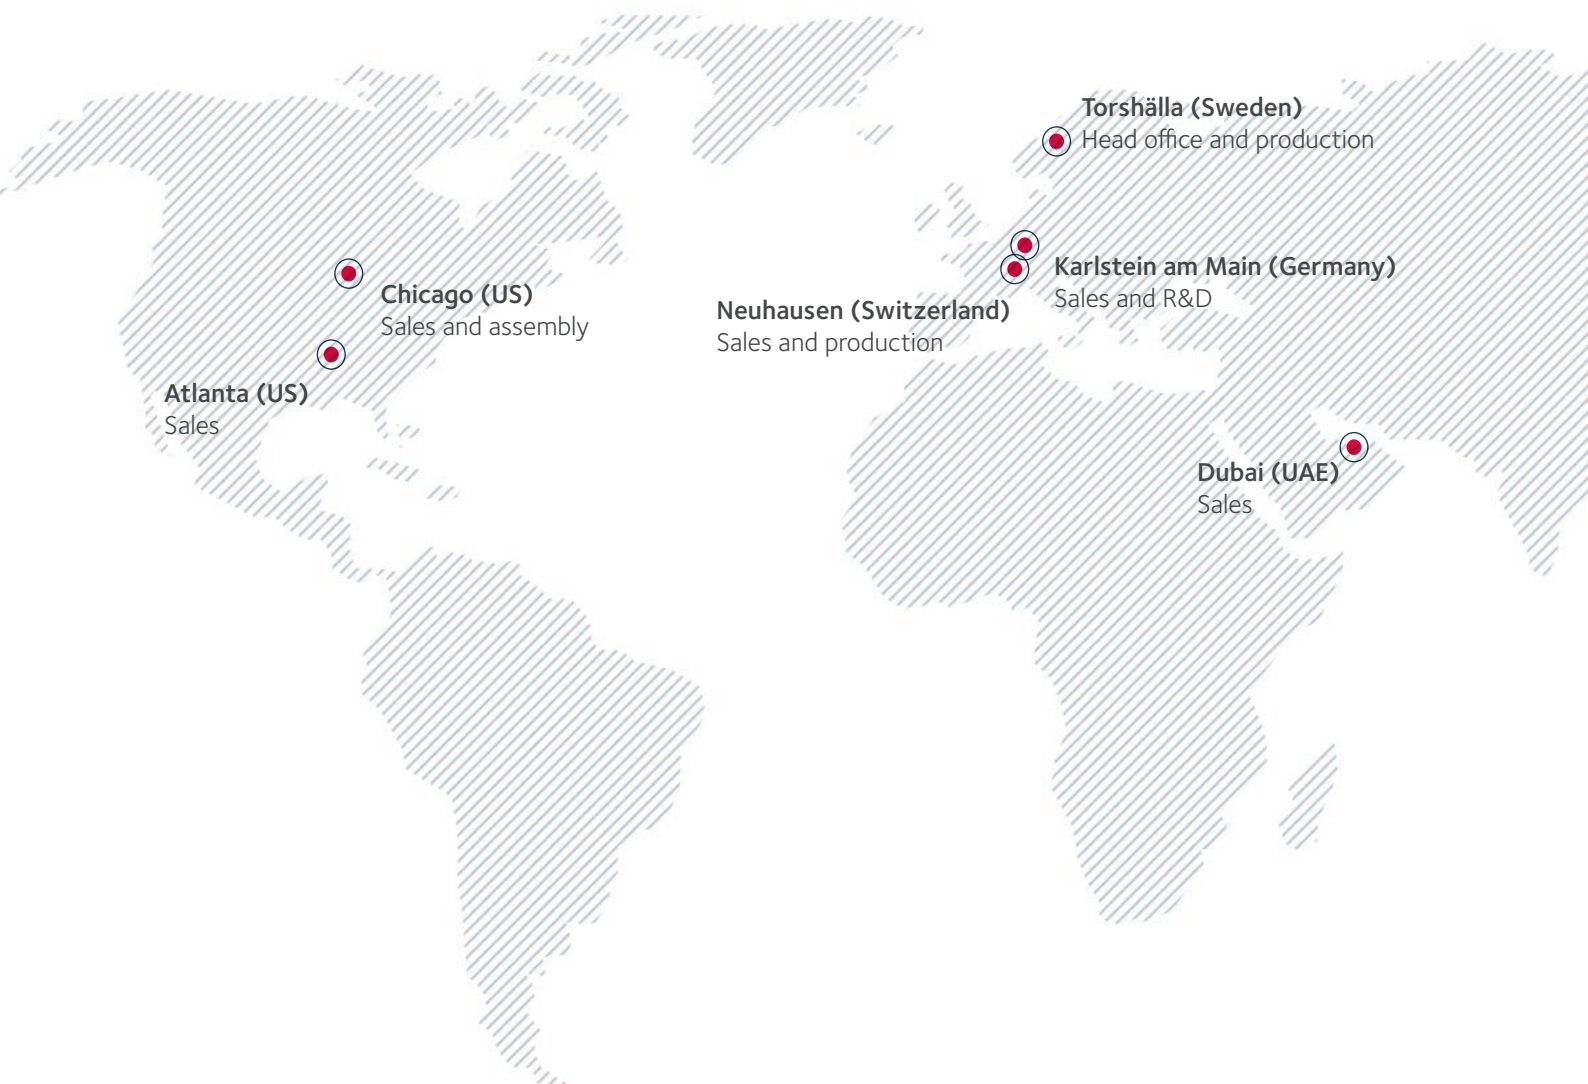 Torshälla (Sweden)
Head office and production
Karlstein am Main (Germany)
Sales and R&D
Chicago (US)
Sales and assembly
Neuhausen (Switzerland)
Sales and production
Atlanta (US)
Sales
Dubai (UAE)
Sales